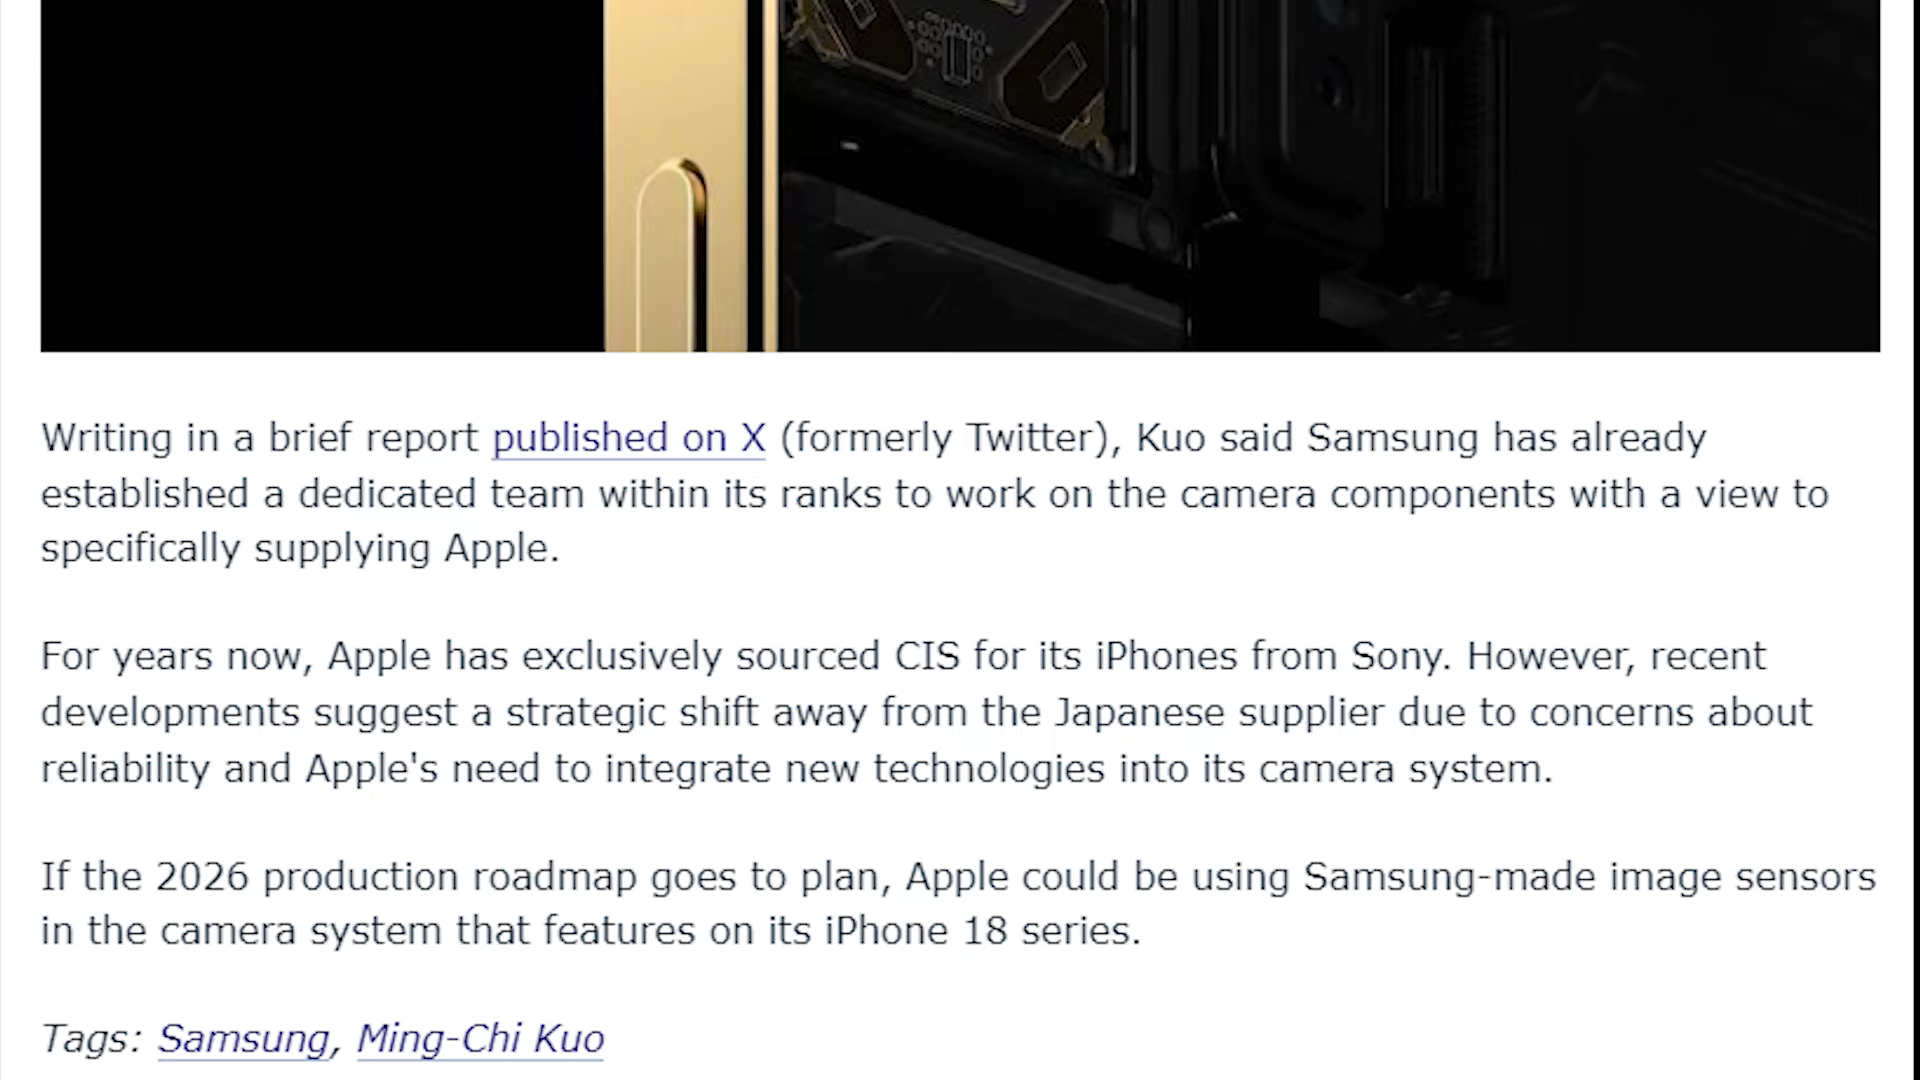 Writing in a brief report published on X (formerly Twitter), Kuo said Samsung has already
established a dedicated team within its ranks to work on the camera components with a view to
specifically supplying Apple.
For years now, Apple has exclusively sourced CIS for its iPhones from Sony. However, recent
developments suggest a strategic shift away from the Japanese supplier due to concerns about
reliability and Apple's need to integrate new technologies into its camera system.
If the 2026 production roadmap goes to plan, Apple could be using Samsung-made image sensors
in the camera system that features on its iPhone 18 series.
Tags: Samsung, Ming-Chi Kuo